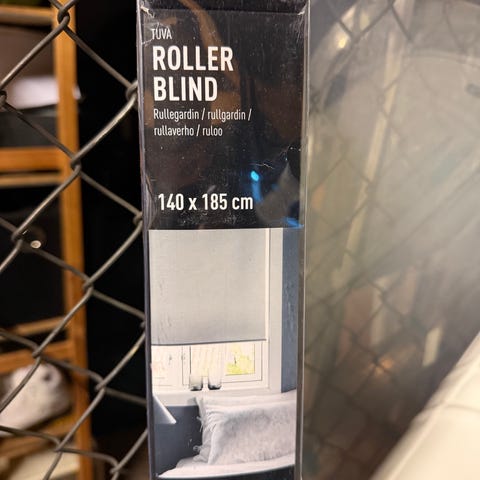 TUVA
ROLLER
BLIND
Rullegardin / rullgardin /
rullaverho / ruloo
140 x 185 cm